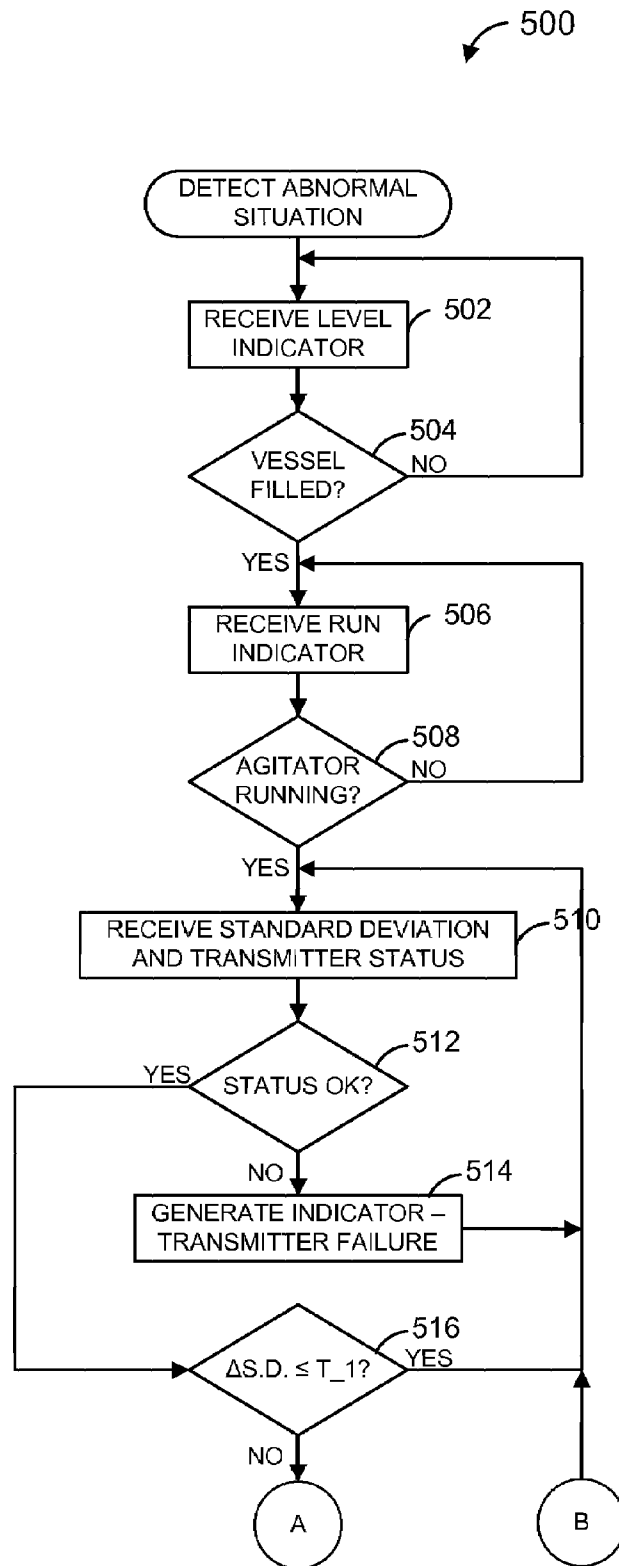 500
DETECT ABNORMAL
SITUATION
RECEIVE LEVEL
INDICATOR
502
VESSEL
FILLED?
504
NO
YES
RECEIVE RUN
INDICATOR
506
AGITATOR
RUNNING?
508
NO
YES
RECEIVE STANDARD DEVIATION
AND TRANSMITTER STATUS
510
512
YES
STATUS OK?
NO
514
GENERATE INDICATOR –
TRANSMITTER FAILURE
516
ΔS.D. ≤ T_1?
YES
NO
A
B